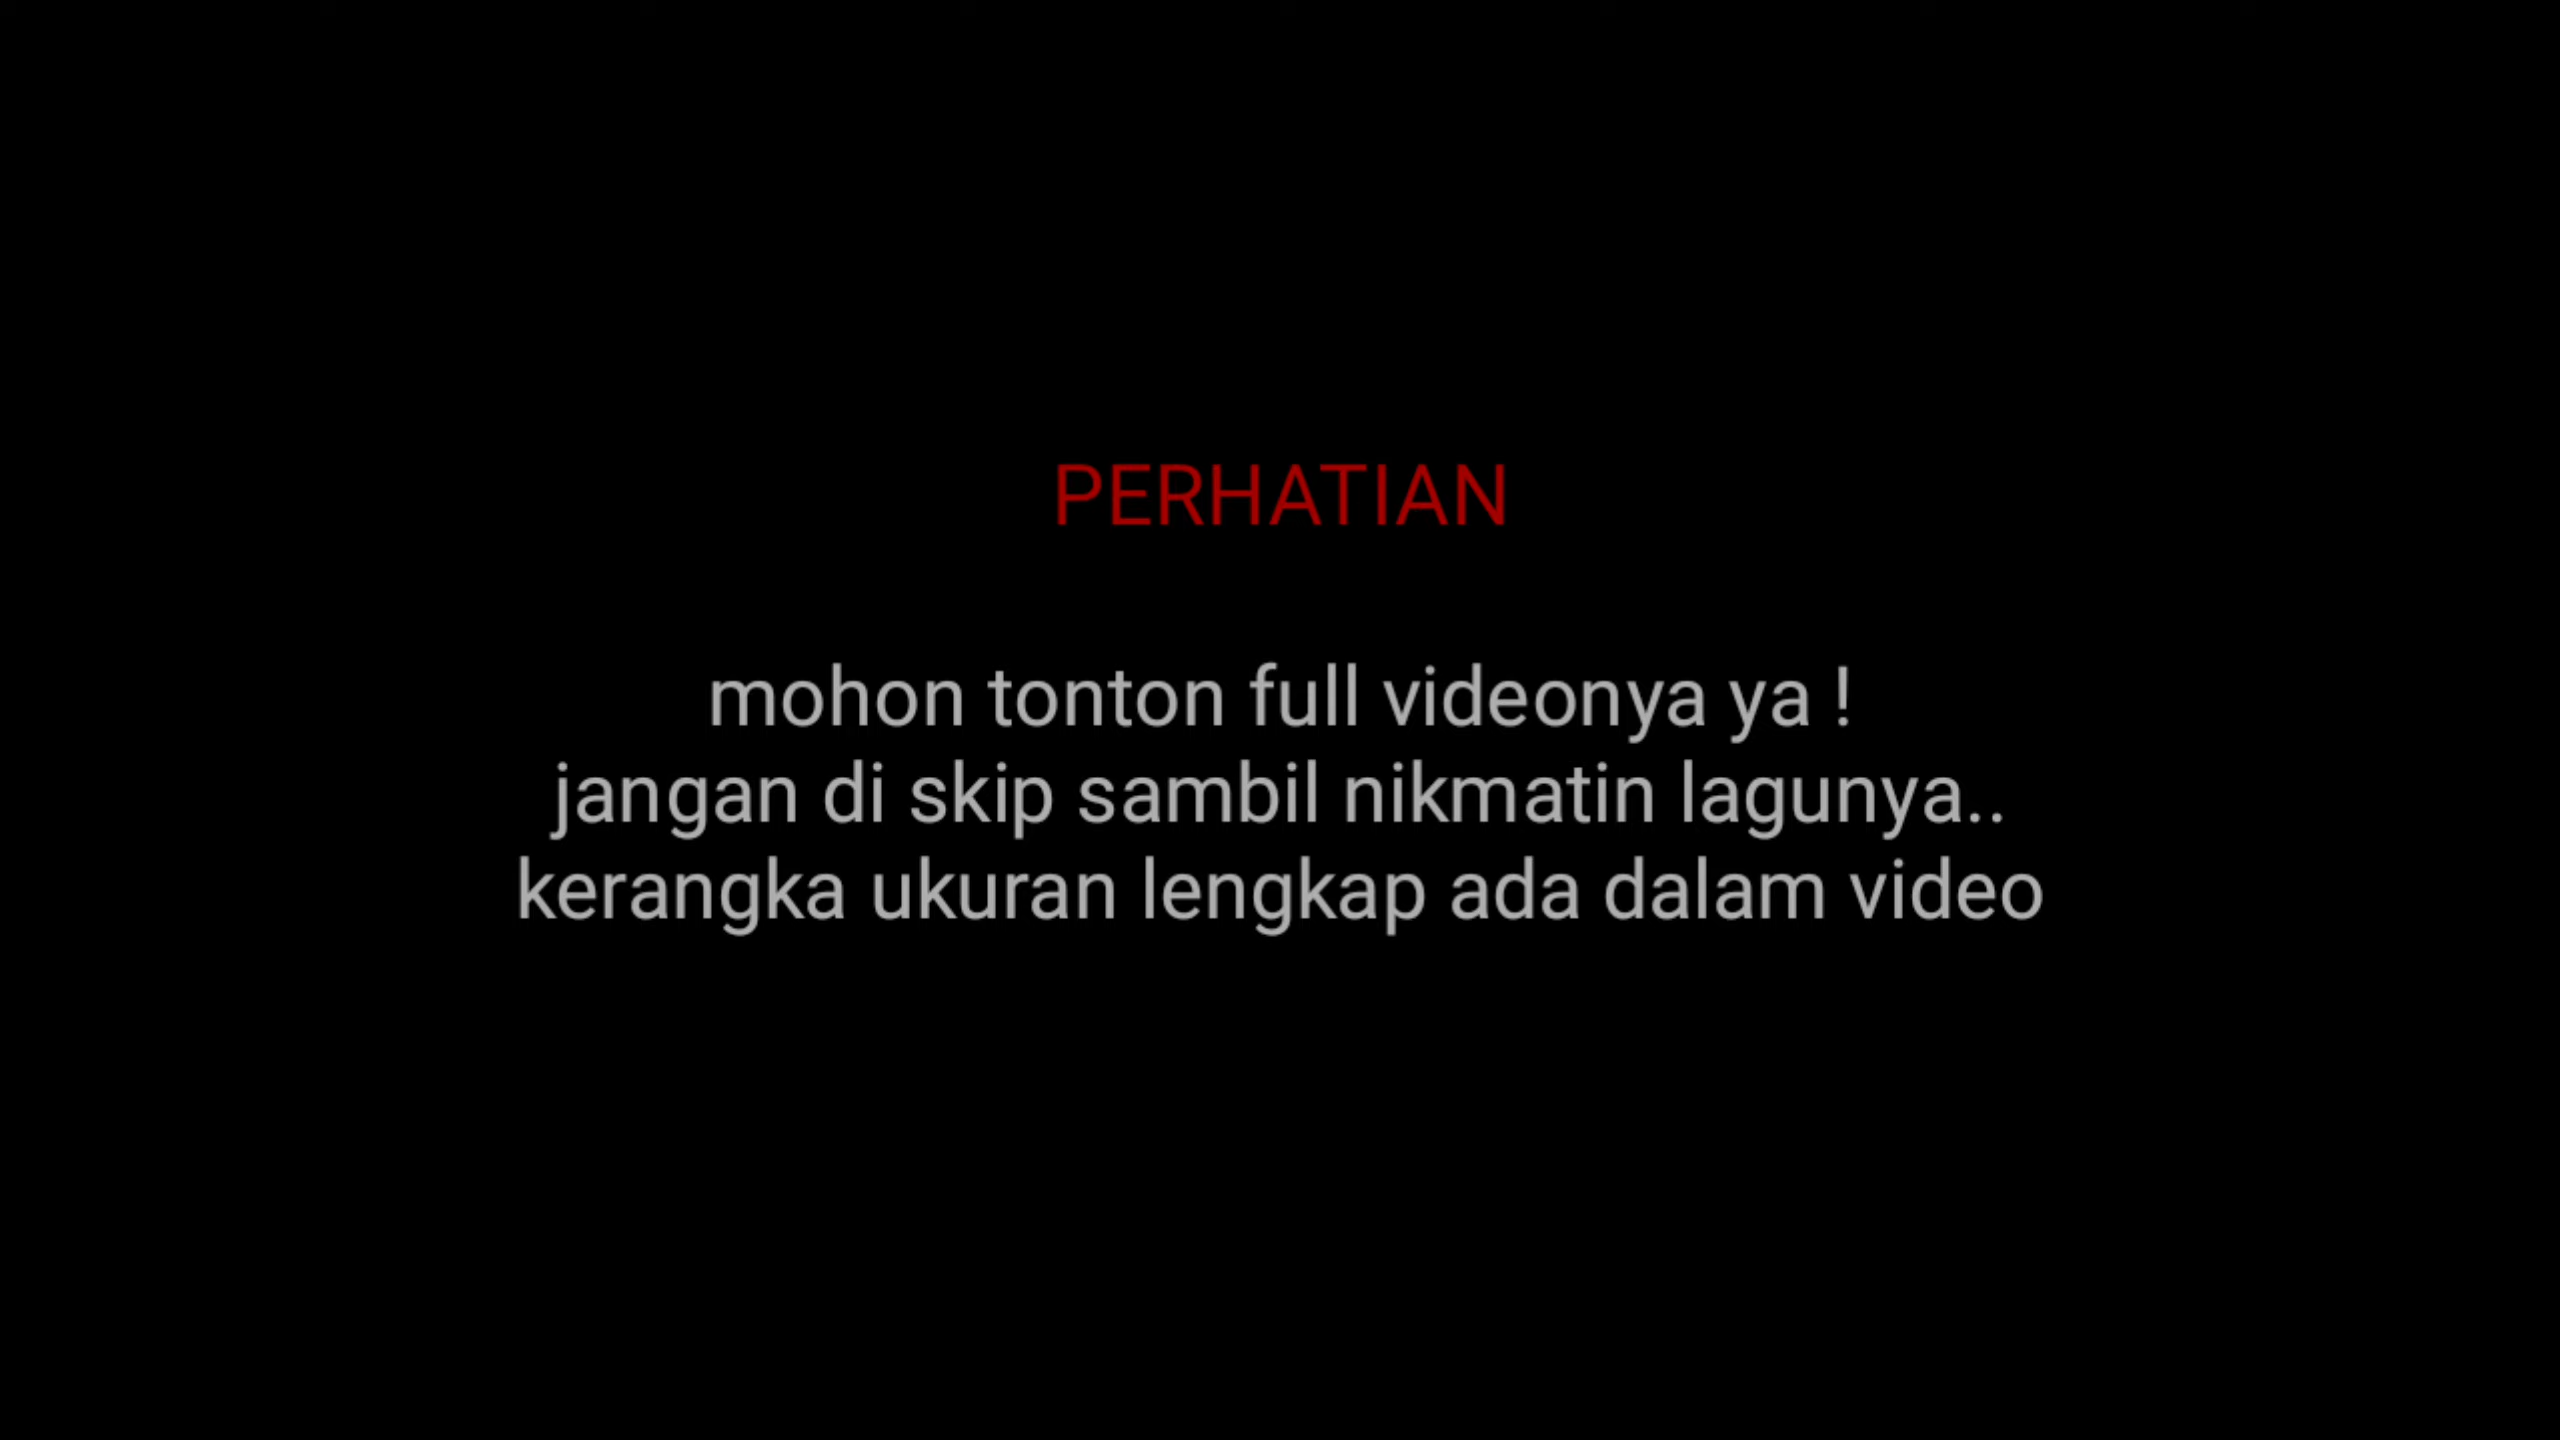 PERHATIAN
mohon tonton full videonya ya !
jangan di skip sambil nikmatin lagunya..
kerangka ukuran lengkap ada dalam video